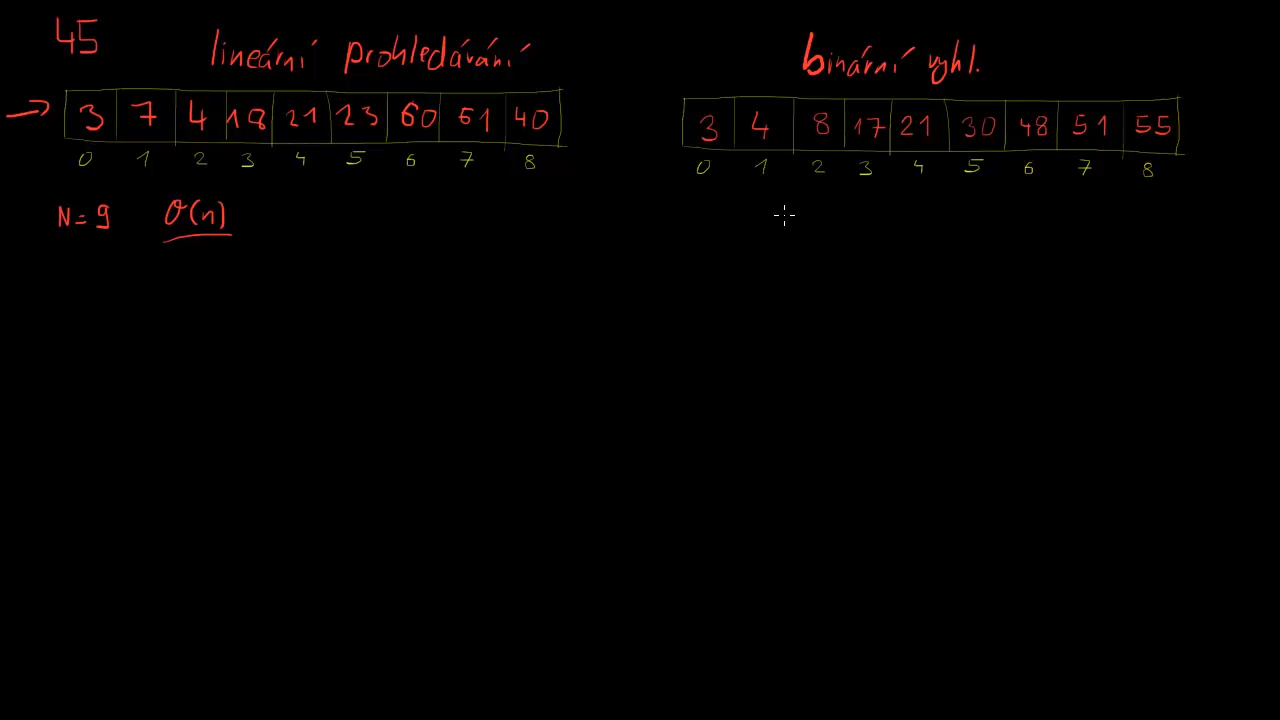 45
lineární prohledávání
3 7 4 18 21 23 60 61 40
0 1 2 3 4 5 6 7 8
N=9 O(n)
binární vyhl.
3 4 8 17 21 30 48 51 55
0 1 2 3 4 5 6 7 8